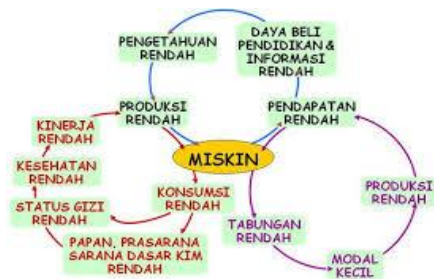 PENGETAHUAN
RENDAH
DAYA BELI
PENDIDIKAN &
INFORMASI
RENDAH
PRODUKSI
RENDAH
PENDAPATAN
RENDAH
KINERJA
RENDAH
MISKIN
KESEHATAN
RENDAH
KONSUMSI
RENDAH
PRODUKSI
RENDAH
STATUS GIZI
RENDAH
TABUNGAN
RENDAH
PAPAN, PRASARANA
SARANA DASAR KIM
RENDAH
MODAL
KECIL